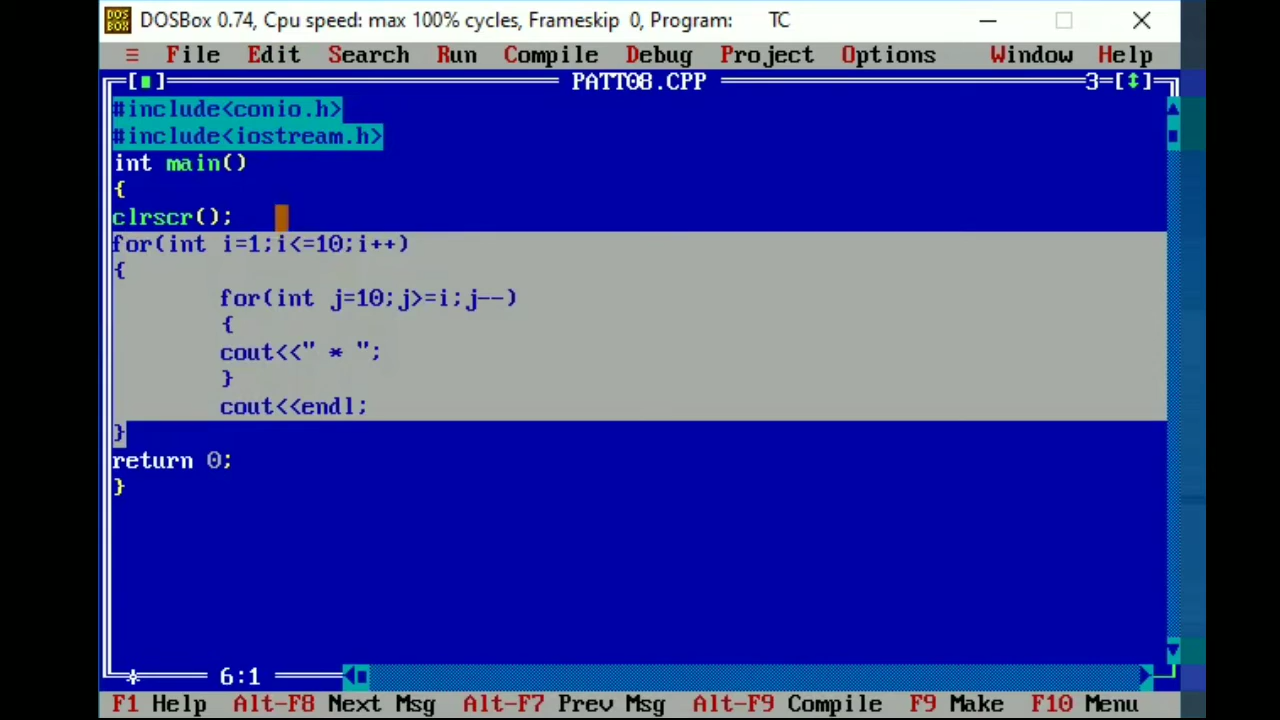 DOS BOX DOSBox 0.74, Cpu speed: max 100% cycles, Frameskip 0, Program: TC
≡ File Edit Search Run Compile Debug Project Options Window Help
[■] PATT08.CPP 3=[↕]
#include<conio.h>
#include<iostream.h>
int main()
{
clrscr();
for(int i=1;i<=10;i++)
{
for(int j=10;j>=i;j--)
{
cout<<" * ";
}
cout<<endl;
}
return 0;
}
* 6:1
F1 Help Alt-F8 Next Msg Alt-F7 Prev Msg Alt-F9 Compile F9 Make F10 Menu